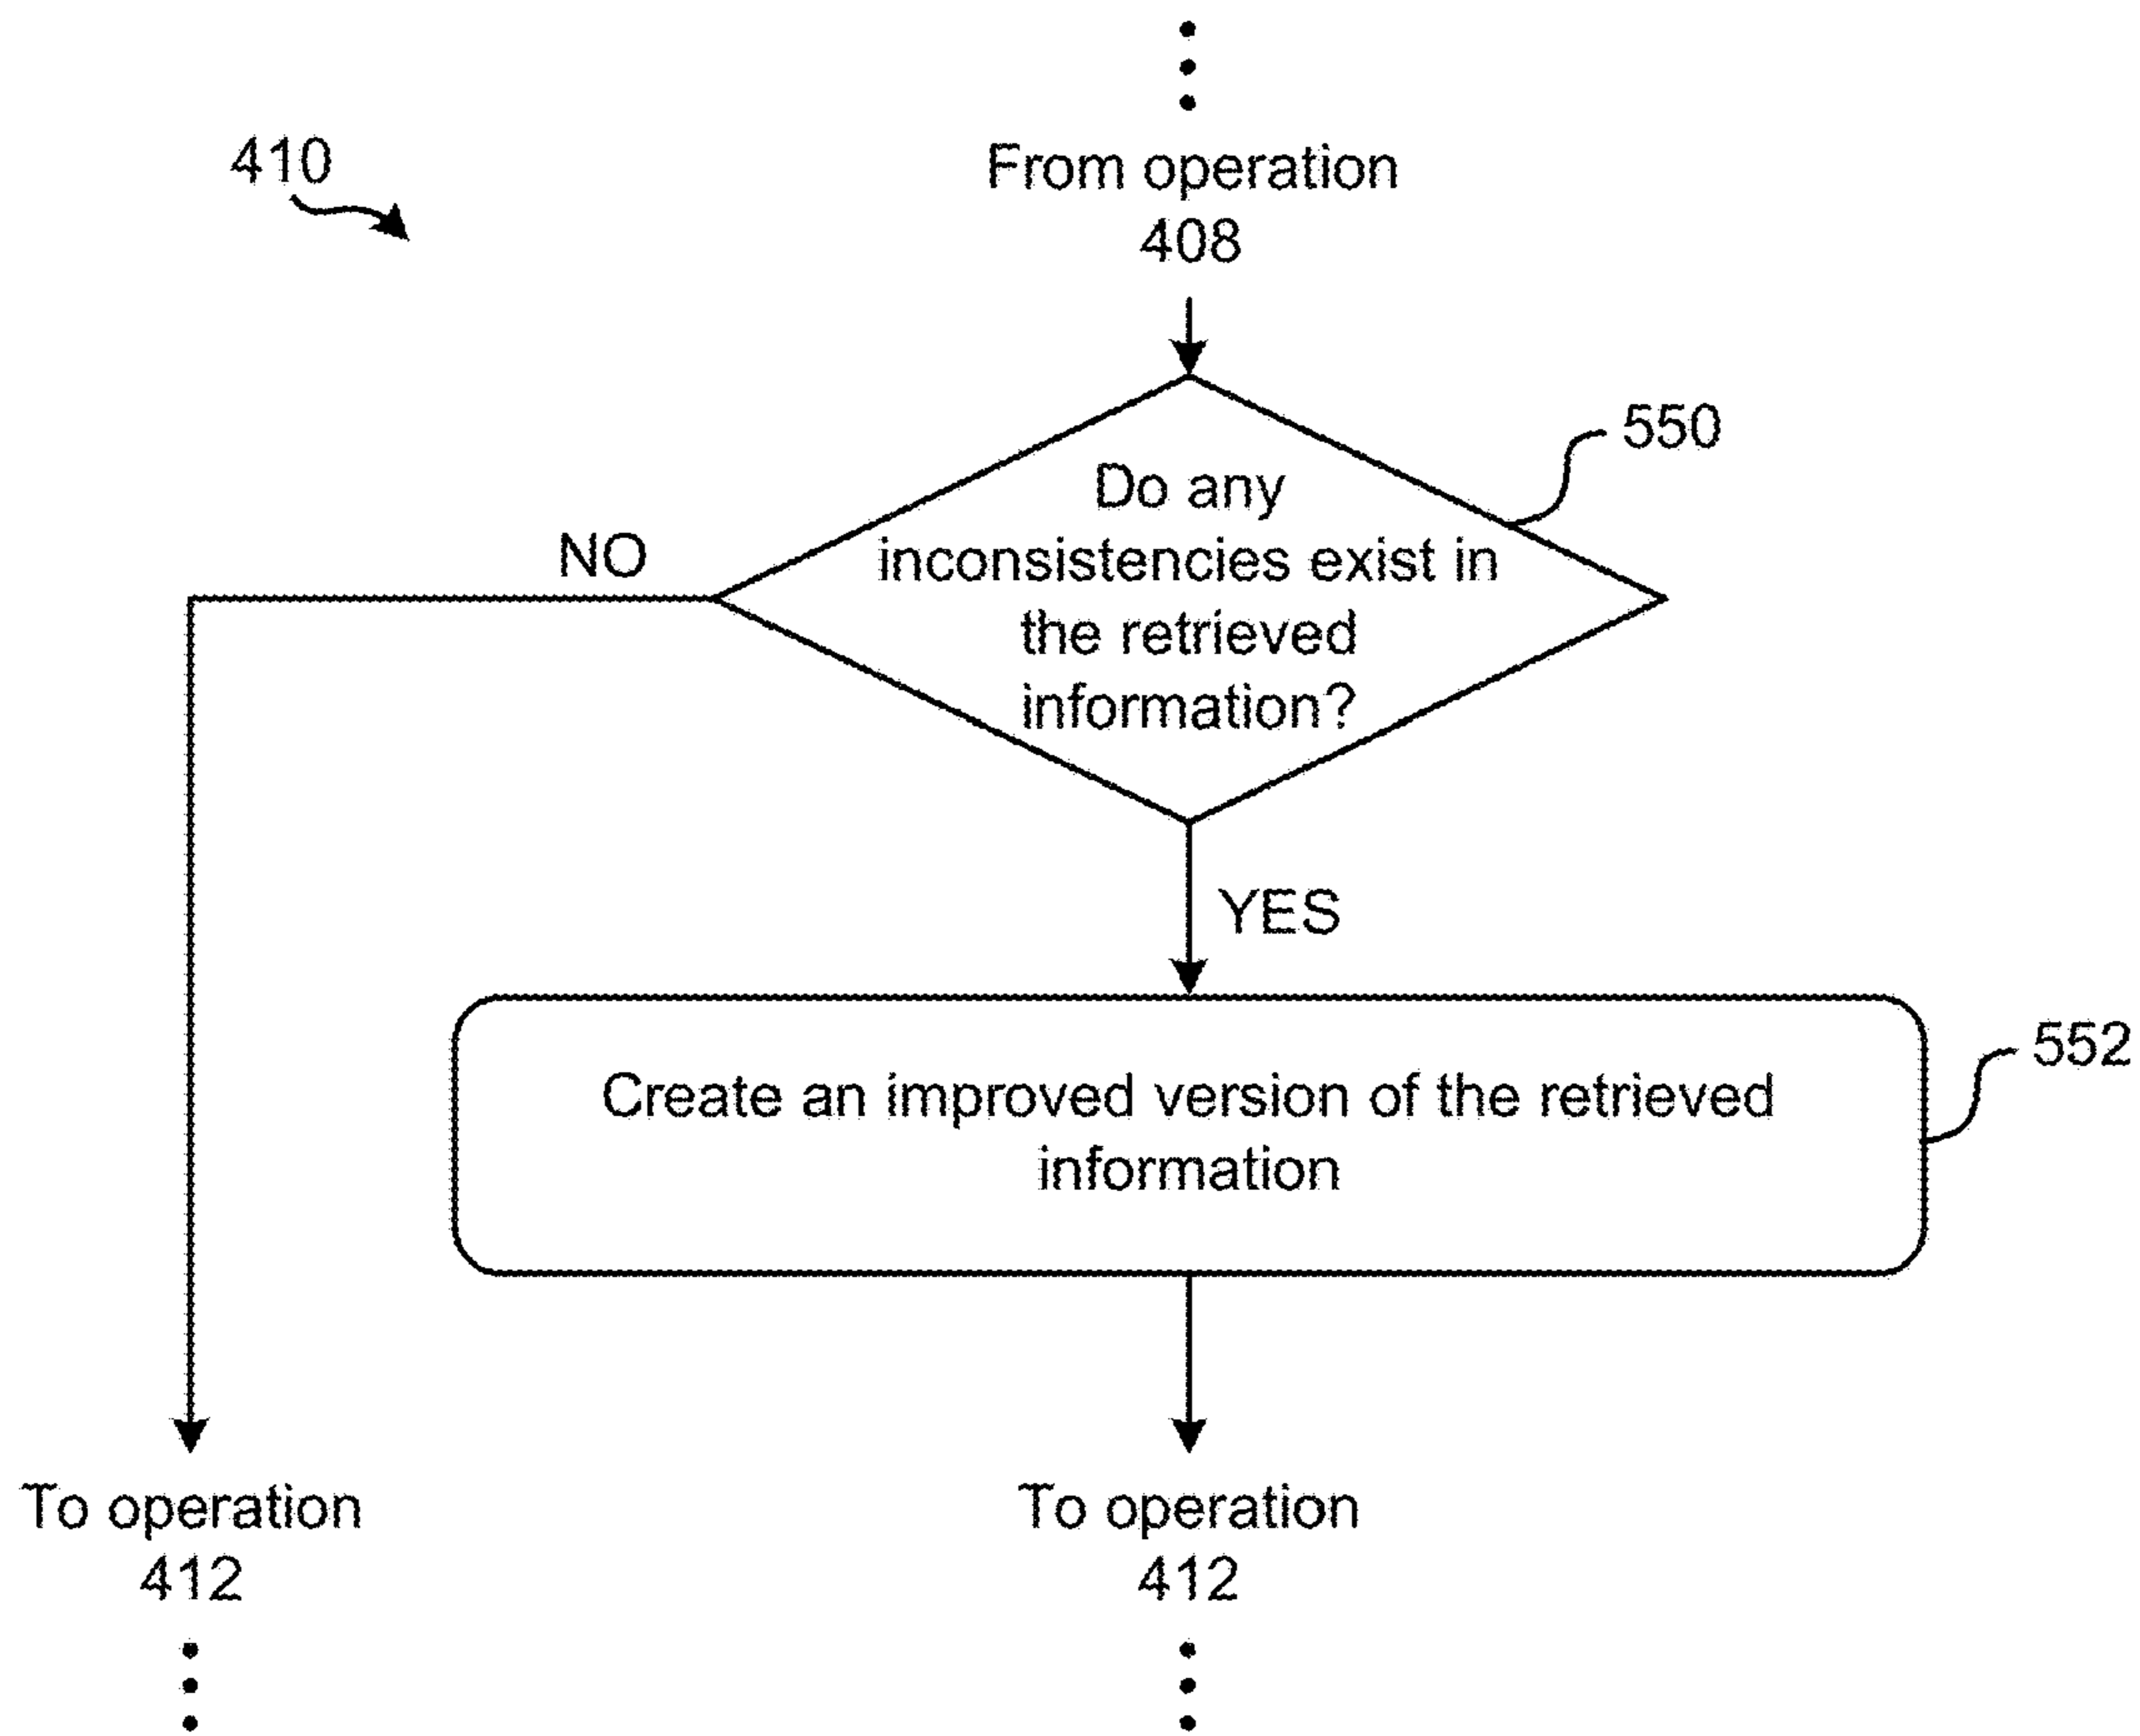 410
From operation
408
550
Do any
inconsistencies exist in
the retrieved
information?
NO
YES
552
Create an improved version of the retrieved
information
To operation
412
To operation
412